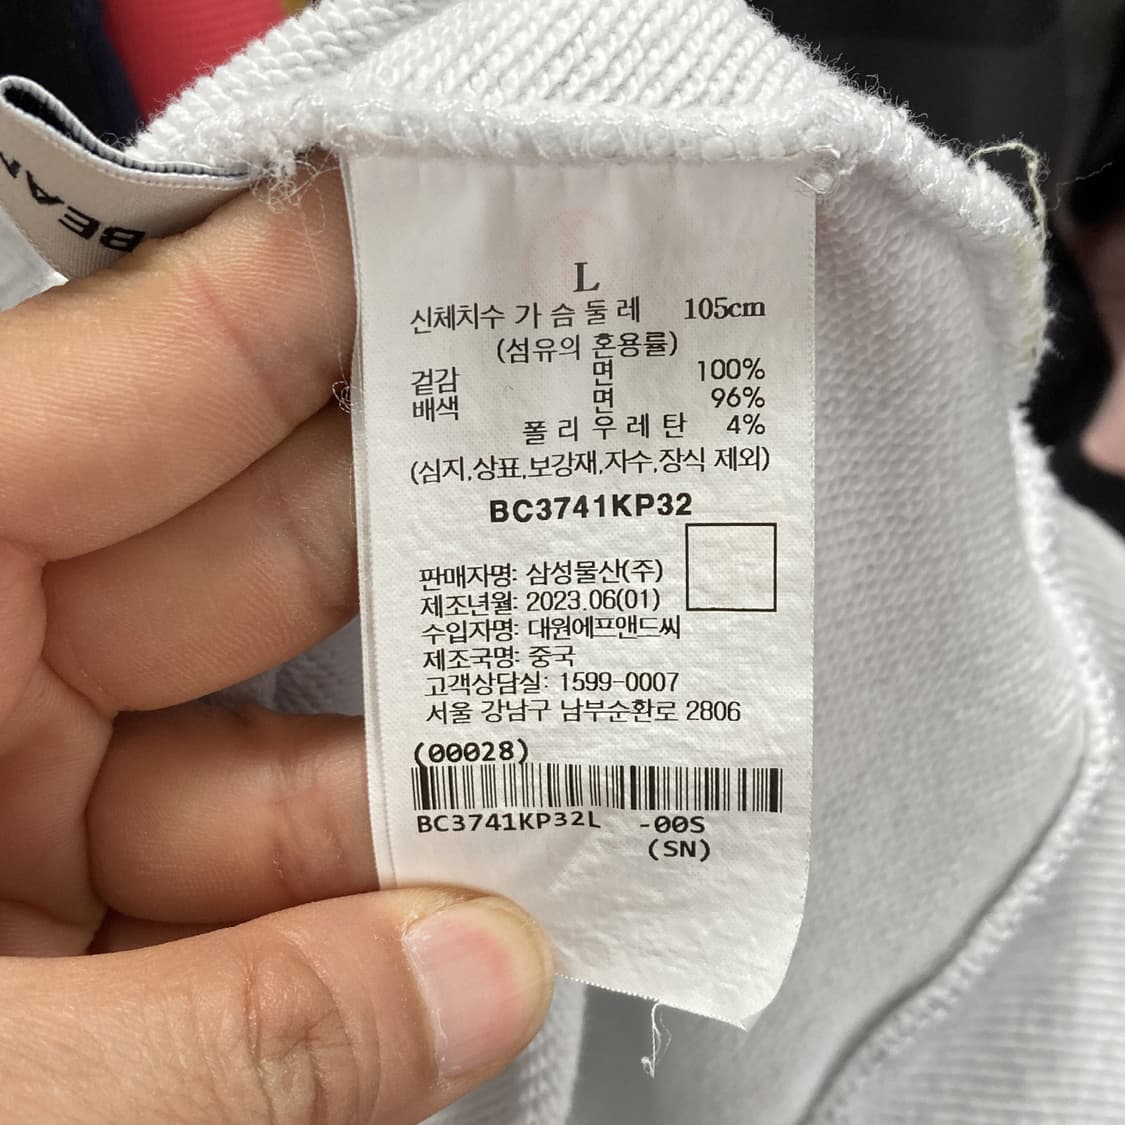 BEAN
L
신체치수 가 슴 둘 레 105cm
(섬유의 혼용률)
겉감 면 100%
배색 면 96%
폴 리 우 레 탄 4%
(심지,상표,보강재,자수,장식 제외)
BC3741KP32
판매자명: 삼성물산(주)
제조년월: 2023.06(01)
수입자명: 대원에프앤드씨
제조국명: 중국
고객상담실: 1599-0007
서울 강남구 남부순환로 2806
(00028)
BC3741KP32L -00S
(SN)